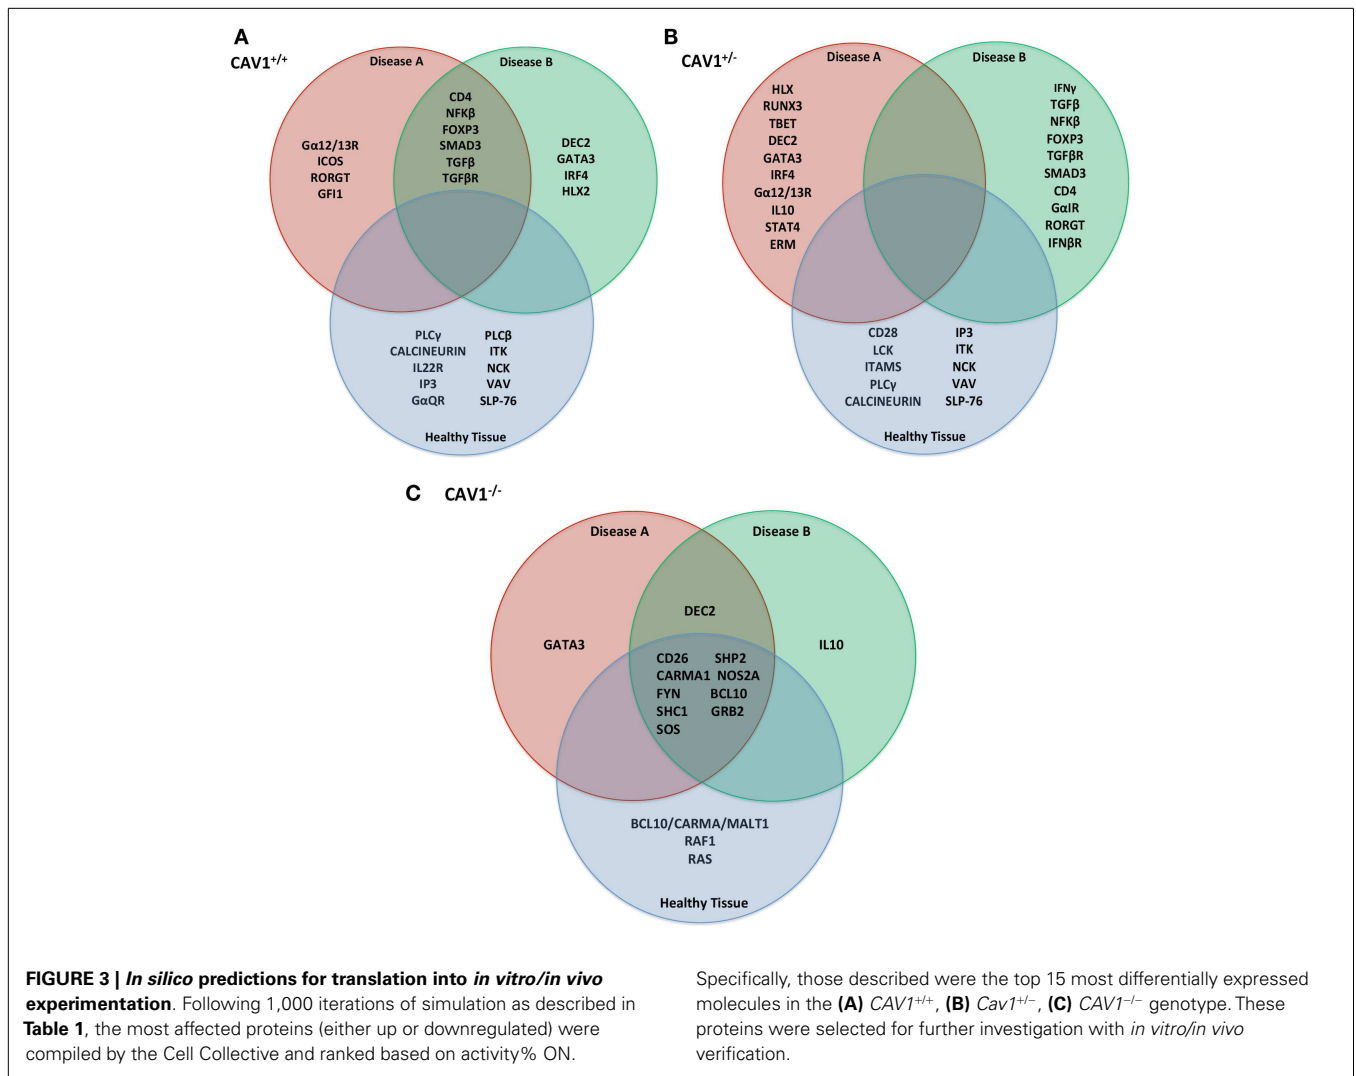 A
CAV1+/+
Disease A
Disease B
CD4
NFKβ
FOXP3
SMAD3
TGFβ
TGFβR
Gα12/13R
ICOS
RORGT
GFI1
DEC2
GATA3
IRF4
HLX2
PLCγ PLCβ
CALCINEURIN ITK
IL22R NCK
IP3 VAV
GαQR SLP-76
Healthy Tissue
B
CAV1+/-
Disease A
Disease B
HLX
RUNX3
TBET
DEC2
GATA3
IRF4
Gα12/13R
IL10
STAT4
ERM
IFNγ
TGFβ
NFKβ
FOXP3
TGFβR
SMAD3
CD4
GαIR
RORGT
IFNβR
CD28 IP3
LCK ITK
ITAMS NCK
PLCγ VAV
CALCINEURIN SLP-76
Healthy Tissue
C CAV1-/-
Disease A
Disease B
DEC2
GATA3
IL10
CD26 SHP2
CARMA1 NOS2A
FYN BCL10
SHC1 GRB2
SOS
BCL10/CARMA/MALT1
RAF1
RAS
Healthy Tissue
FIGURE 3 | In silico predictions for translation into in vitro/in vivo
experimentation. Following 1,000 iterations of simulation as described in
Table 1, the most affected proteins (either up or downregulated) were
compiled by the Cell Collective and ranked based on activity% ON.
Specifically, those described were the top 15 most differentially expressed
molecules in the (A) CAV1+/+, (B) Cav1+/−, (C) CAV1−/− genotype. These
proteins were selected for further investigation with in vitro/in vivo
verification.